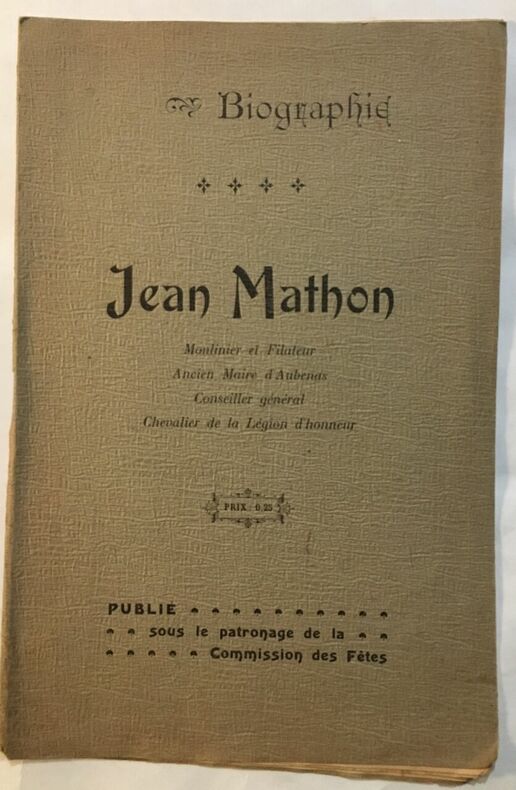 Biographie
Jean Mathon
Moulinier et Filateur
Ancien Maire d'Aubenas
Conseiller général
Chevalier de la Légion d'honneur
PRIX : 0,25
PUBLIÉ
sous le patronage de la
Commission des Fêtes